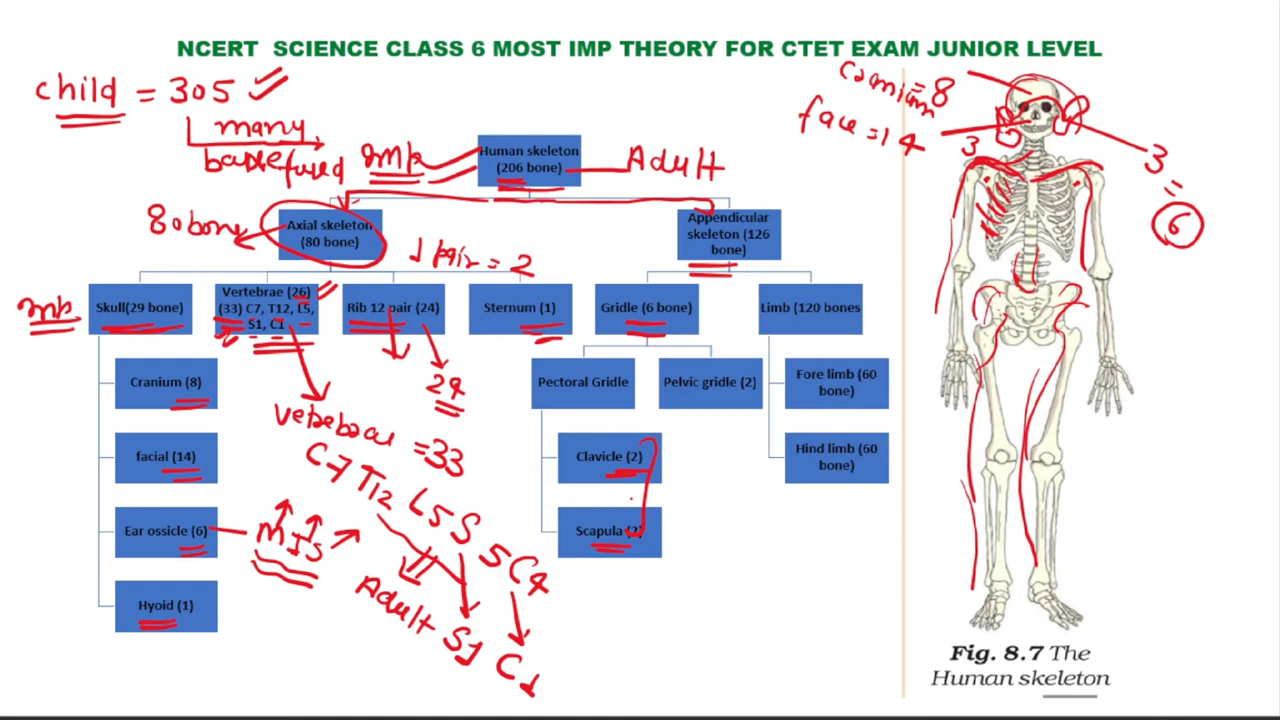 NCERT SCIENCE CLASS 6 MOST IMP THEORY FOR CTET EXAM JUNIOR LEVEL
child = 305
many
fused
Imp
Human skeleton
(206 bone)
Adult
80 bone
Axial skeleton
(80 bone)
1 pair = 2
Appendicular
skeleton (126
bone)
Imp
Skull(29 bone)
Vertebrae (26)
(33) C7, T12, L5,
S1, C1
Rib 12 pair (24)
Sternum (1)
Gridle (6 bone)
Limb (120 bones
Cranium (8)
24
Pectoral Gridle
Pelvic gridle (2)
Fore limb (60
bone)
facial (14)
= 33
C-7 T12 L5 S5 C4
Clavicle (2)
Hind limb (60
bone)
Ear ossicle (6)
MIS
Scapula (2)
Adult S1 C1
Hyoid (1)
= 8
face = 14
3
3
=
6
Fig. 8.7 The
Human skeleton